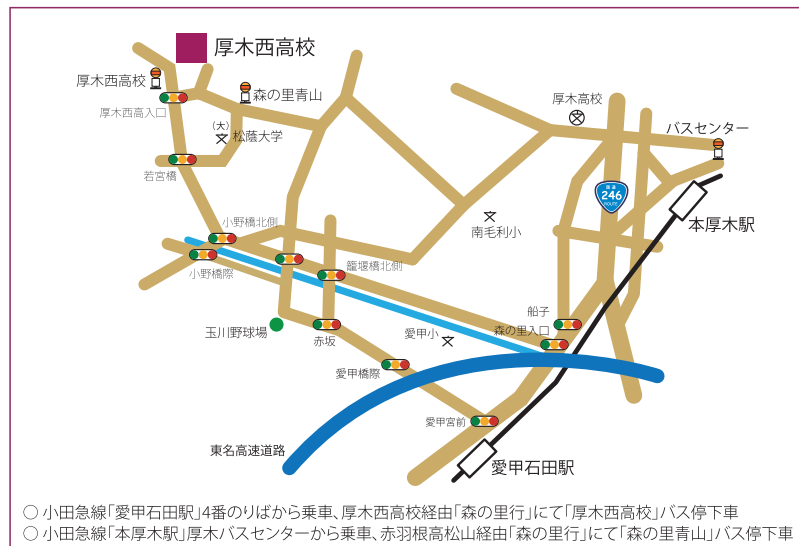 厚木西高校
厚木西高校
森の里青山
厚木西高入口
(大)
松蔭大学
若宮橋
厚木高校
バスセンター
国道
246
ROUTE
本厚木駅
南毛利小
小野橋北側
小野橋際
籠堰橋北側
船子
森の里入口
玉川野球場
赤坂
愛甲小
愛甲橋際
愛甲宮前
東名高速道路
愛甲石田駅
○ 小田急線「愛甲石田駅」4番のりばから乗車、厚木西高校経由「森の里行」にて「厚木西高校」バス停下車
○ 小田急線「本厚木駅」厚木バスセンターから乗車、赤羽根高松山経由「森の里行」にて「森の里青山」バス停下車